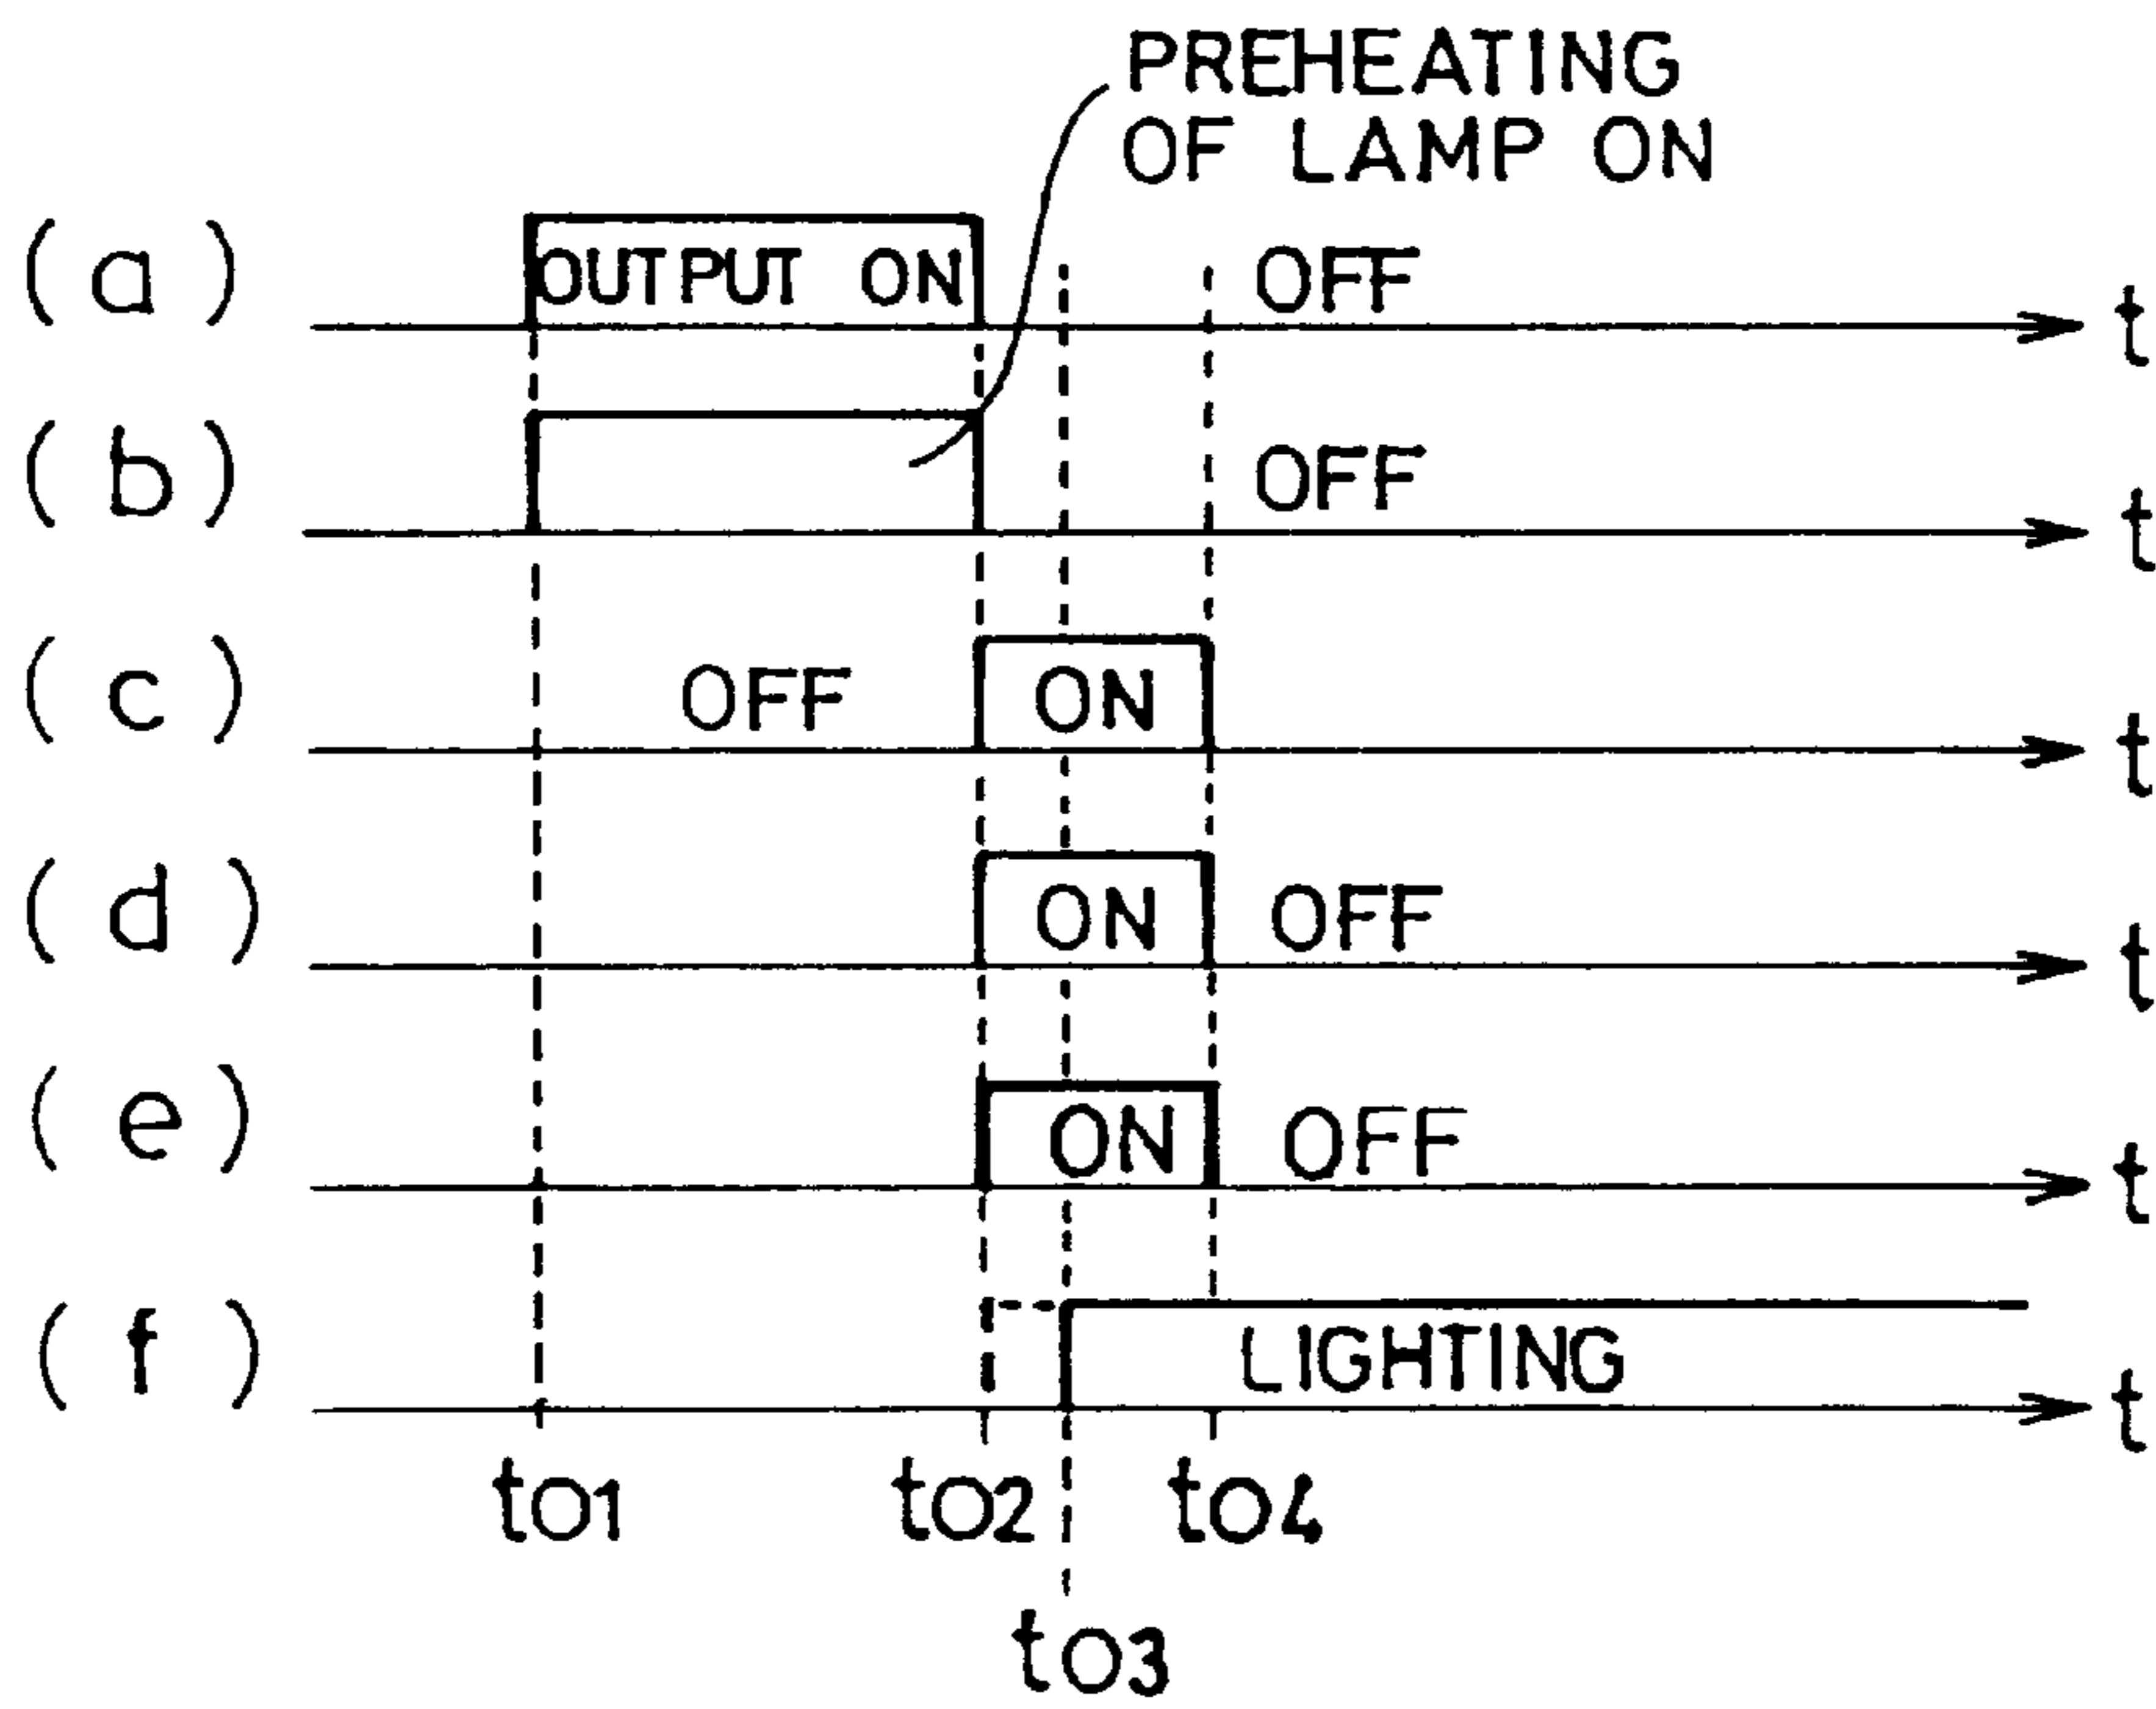 PREHEATING
OF LAMP ON
(a) OUTPUT ON OFF t
(b) OFF t
(c) OFF ON t
(d) ON OFF t
(e) ON OFF t
(f) LIGHTING t
to1 to2 to4
to3